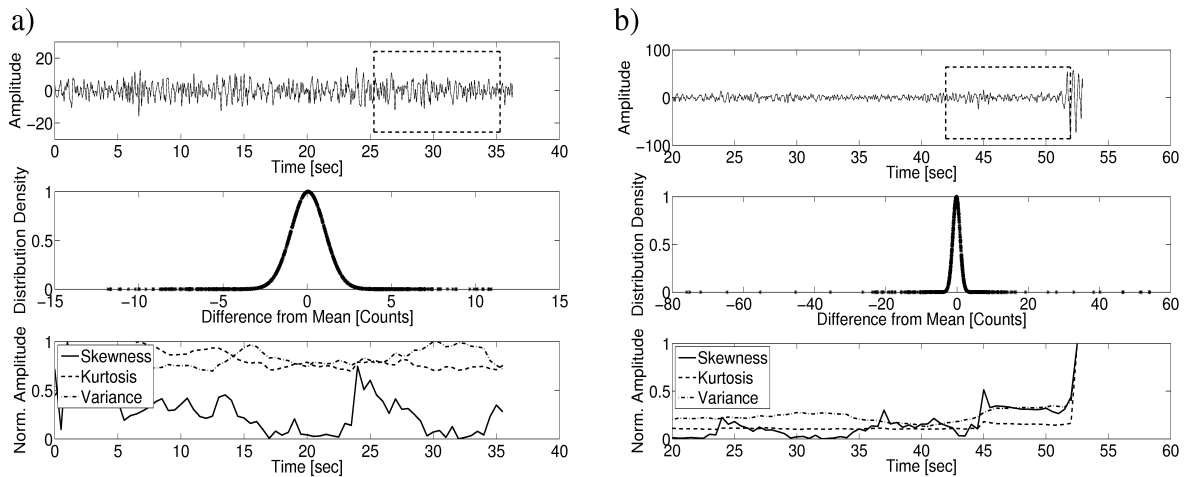 a)
Amplitude
20
0
−20
0 5 10 15 20 25 30 35 40
Time [sec]
Distribution Density
1
0.5
0
−15 −10 −5 0 5 10 15
Difference from Mean [Counts]
Norm. Amplitude
1
0.5
0
Skewness
Kurtosis
Variance
0 5 10 15 20 25 30 35 40
Time [sec]
b)
Amplitude
100
0
−100
20 25 30 35 40 45 50 55 60
Time [sec]
Distribution Density
1
0.5
0
−80 −60 −40 −20 0 20 40 60
Difference from Mean [Counts]
Norm. Amplitude
1
0.5
0
Skewness
Kurtosis
Variance
20 25 30 35 40 45 50 55 60
Time [sec]